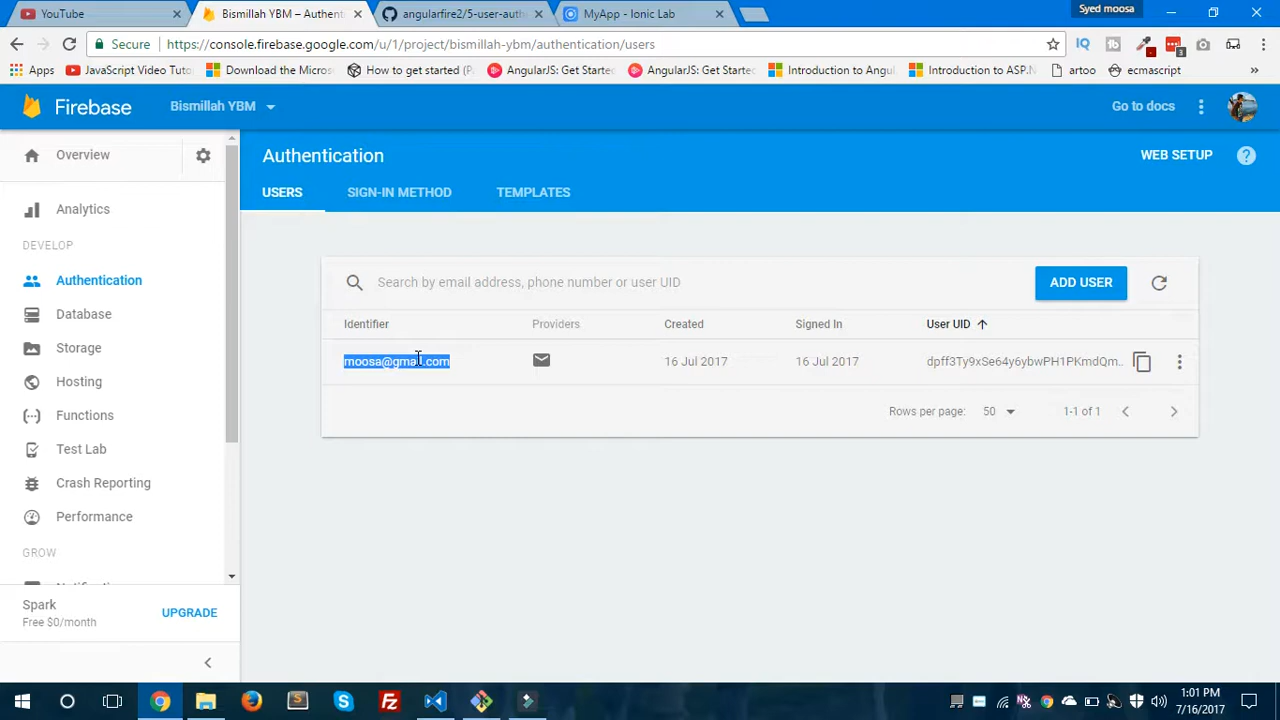 Syed moosa
YouTube
Bismillah YBM – Authent
angularfire2/5-user-auth
MyApp - Ionic Lab
Secure
https://console.firebase.google.com/u/1/project/bismillah-ybm/authentication/users
Apps
JavaScript Video Tuto
Download the Micros
How to get started (P
AngularJS: Get Starte
AngularJS: Get Starte
Introduction to Angu
Introduction to ASP.N
artoo
ecmascript
Firebase
Bismillah YBM
Go to docs
Overview
Authentication
WEB SETUP
USERS
SIGN-IN METHOD
TEMPLATES
Analytics
DEVELOP
Authentication
Database
Storage
Hosting
Functions
Test Lab
Crash Reporting
Performance
GROW
Search by email address, phone number or user UID
ADD USER
Identifier
Providers
Created
Signed In
User UID
moosa@gmail.com
16 Jul 2017
16 Jul 2017
dpff3Ty9xSe64y6ybwPH1PKmdQm..
Rows per page:
50
1-1 of 1
Spark
Free $0/month
UPGRADE
1:01 PM
7/16/2017